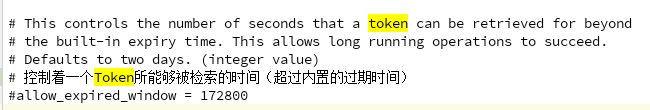 # This controls the number of seconds that a token can be retrieved for beyond
# the built-in expiry time. This allows long running operations to succeed.
# Defaults to two days. (integer value)
# 控制着一个Token所能够被检索的时间（超过内置的过期时间）
#allow_expired_window = 172800